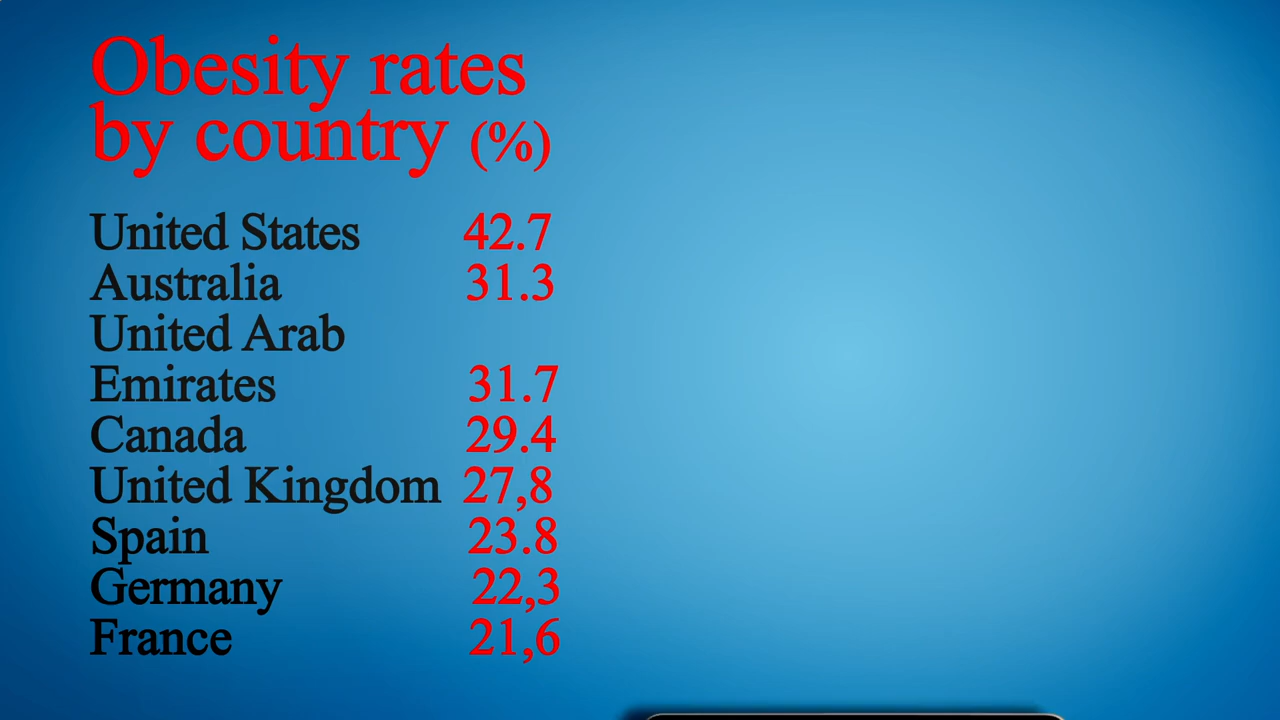 Obesity rates
by country (%)
United States 42.7
Australia 31.3
United Arab
Emirates 31.7
Canada 29.4
United Kingdom 27,8
Spain 23.8
Germany 22,3
France 21,6